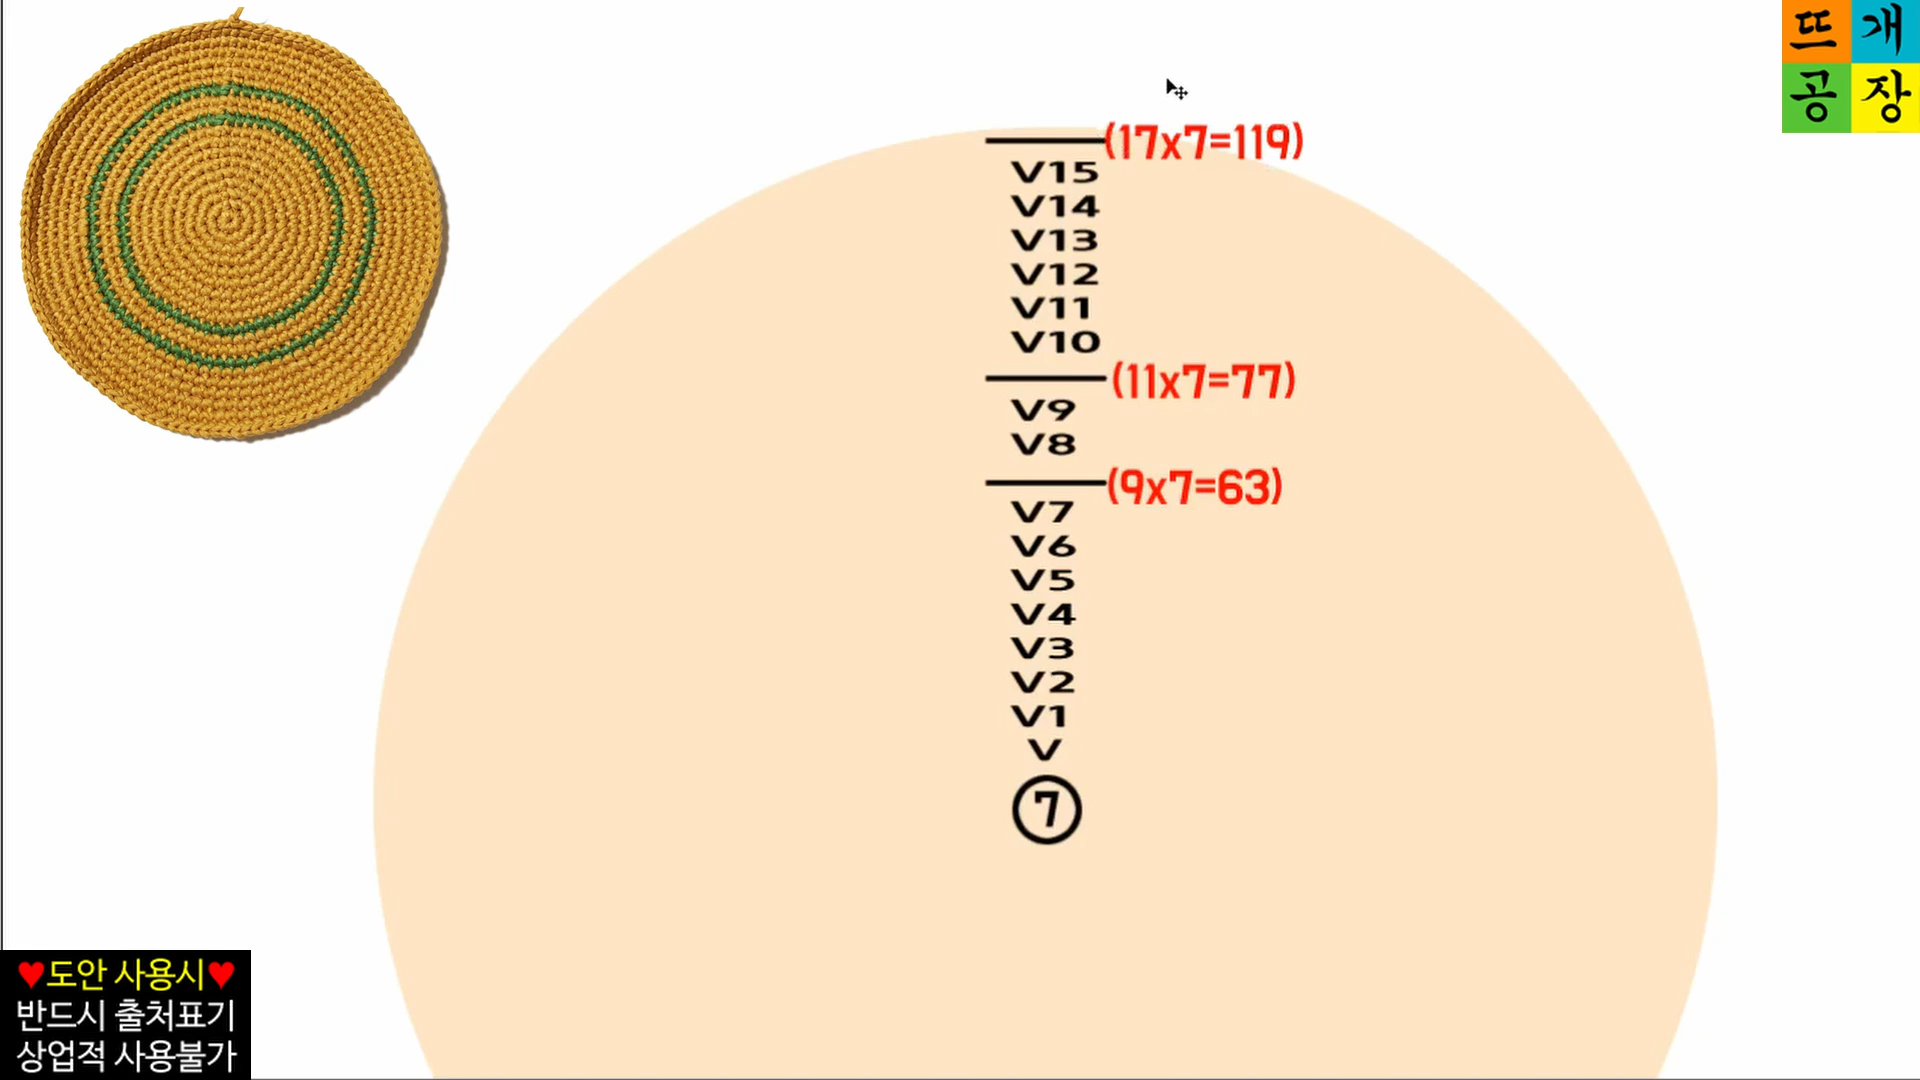 뜨개
공장
(17x7=119)
V15
V14
V13
V12
V11
V10
(11x7=77)
V9
V8
(9x7=63)
V7
V6
V5
V4
V3
V2
V1
V
7
♥도안 사용시♥
반드시 출처표기
상업적 사용불가